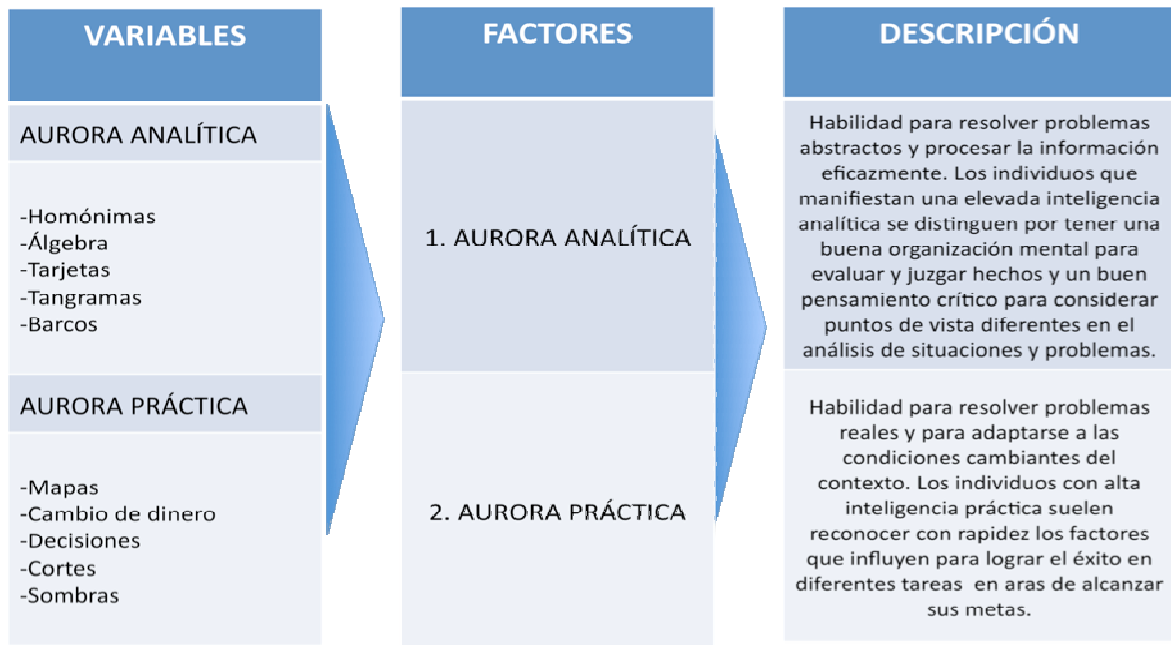 VARIABLES
AURORA ANALÍTICA
-Homónimas
-Álgebra
-Tarjetas
-Tangramas
-Barcos
AURORA PRÁCTICA
-Mapas
-Cambio de dinero
-Decisiones
-Cortes
-Sombras
FACTORES
1. AURORA ANALÍTICA
2. AURORA PRÁCTICA
DESCRIPCIÓN
Habilidad para resolver problemas
abstractos y procesar la información
eficazmente. Los individuos que
manifiestan una elevada inteligencia
analítica se distinguen por tener una
buena organización mental para
evaluar y juzgar hechos y un buen
pensamiento crítico para considerar
puntos de vista diferentes en el
análisis de situaciones y problemas.
Habilidad para resolver problemas
reales y para adaptarse a las
condiciones cambiantes del
contexto. Los individuos con alta
inteligencia práctica suelen
reconocer con rapidez los factores
que influyen para lograr el éxito en
diferentes tareas en aras de alcanzar
sus metas.